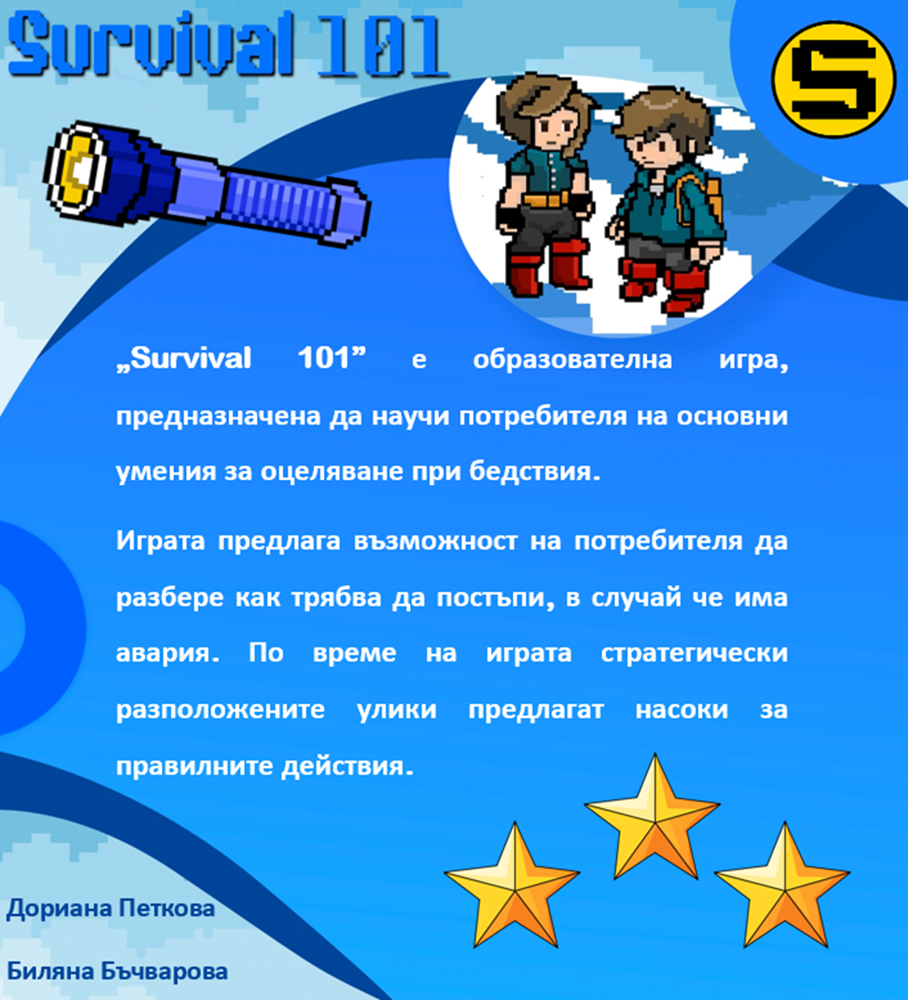 Survival 101
S
„Survival 101” е образователна игра,
предназначена да научи потребителя на основни
умения за оцеляване при бедствия.
Играта предлага възможност на потребителя да
разбере как трябва да постъпи, в случай че има
авария. По време на играта стратегически
разположените улики предлагат насоки за
правилните действия.
Дориана Петкова
Биляна Бъчварова